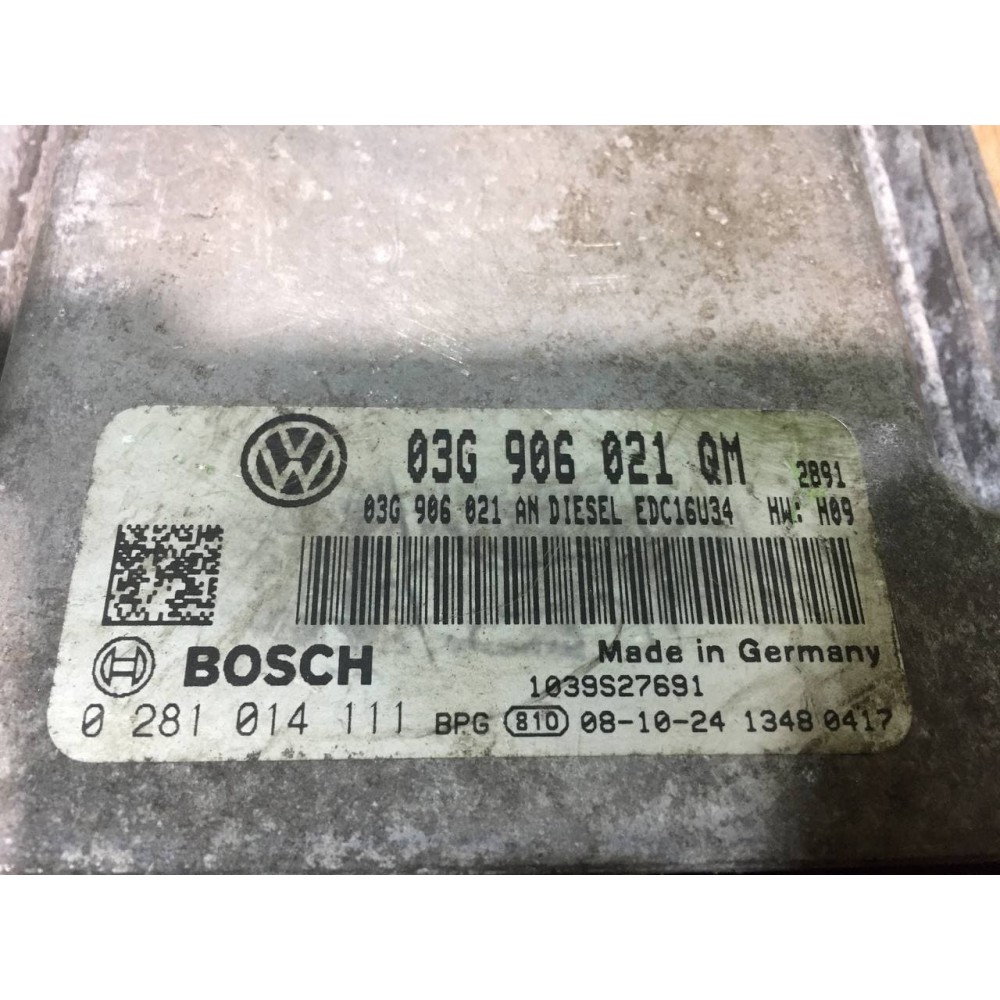 03G 906 021 QM 2891
03G 906 021 AN DIESEL EDC16U34 HW: H09
BOSCH
Made in Germany
1039S27691
0 281 014 111 BPG 810 08-10-24 1348 0417